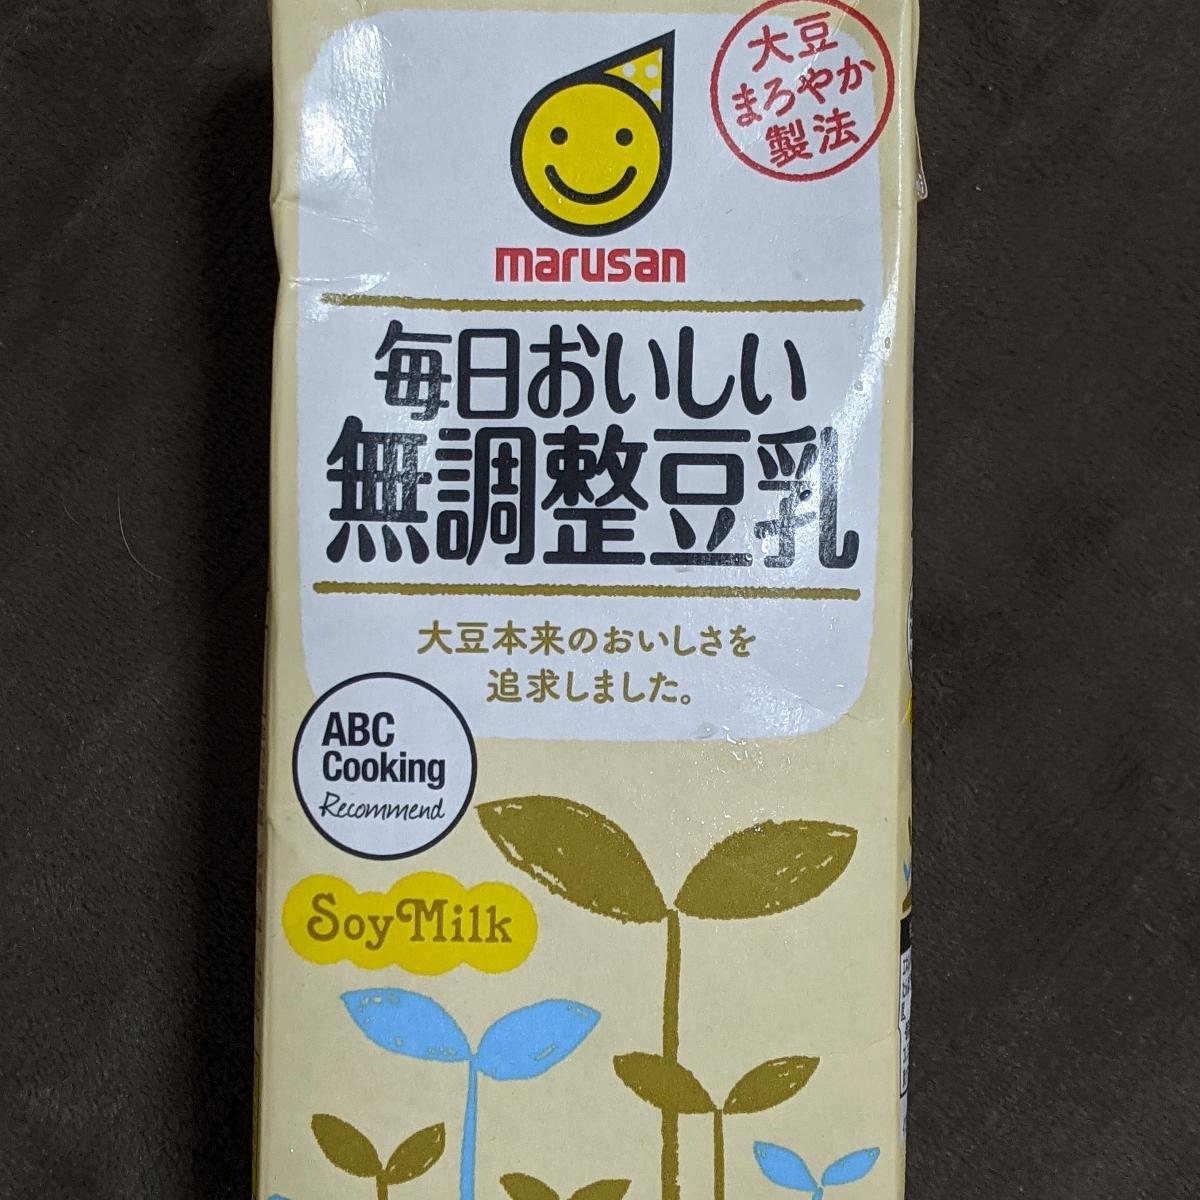 大豆
まろやか
製法
marusan
毎日おいしい
無調整豆乳
大豆本来のおいしさを
追求しました。
ABC
Cooking
Recommend
Soy Milk